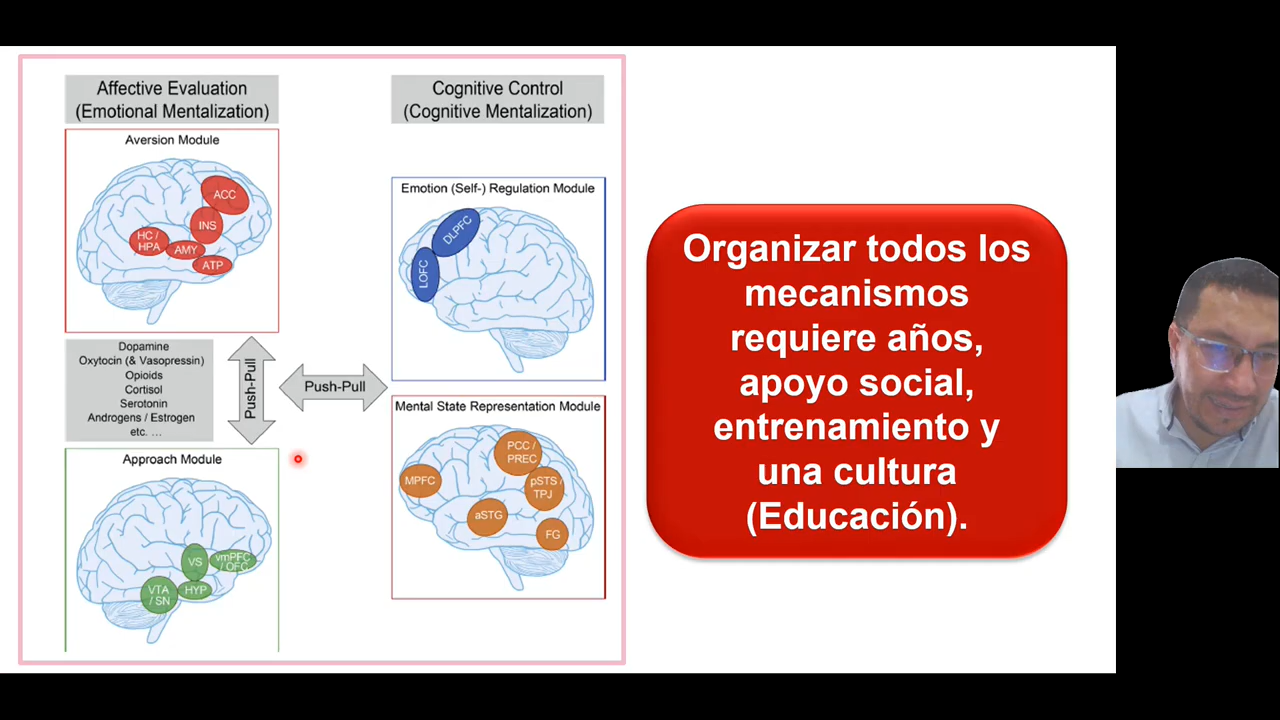 Affective Evaluation
(Emotional Mentalization)
Aversion Module
ACC
INS
HC /
HPA
AMY
ATP
Dopamine
Oxytocin (& Vasopressin)
Opioids
Cortisol
Serotonin
Androgens / Estrogen
etc. ...
Push-Pull
Push-Pull
Approach Module
VS
vmPFC
/ OFC
VTA
/ SN
HYP
Cognitive Control
(Cognitive Mentalization)
Emotion (Self-) Regulation Module
DLPFC
LOFC
Mental State Representation Module
PCC /
PREC
MPFC
pSTS /
TPJ
aSTG
FG
Organizar todos los
mecanismos
requiere años,
apoyo social,
entrenamiento y
una cultura
(Educación).